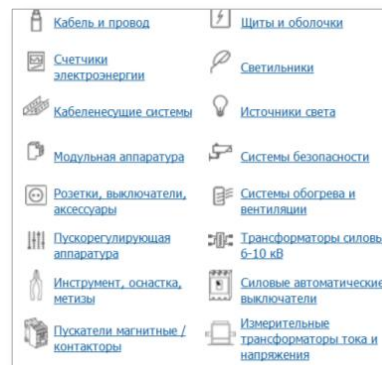 Кабель и провод
Щиты и оболочки
Счетчики
электроэнергии
Светильники
Кабеленесущие системы
Источники света
Модульная аппаратура
Системы безопасности
Розетки, выключатели,
аксессуары
Системы обогрева и
вентиляции
Пускорегулирующая
аппаратура
Трансформаторы силовы
6-10 кВ
Инструмент, оснастка,
метизы
Силовые автоматические
выключатели
Пускатели магнитные /
контакторы
Измерительные
трансформаторы тока и
напряжения